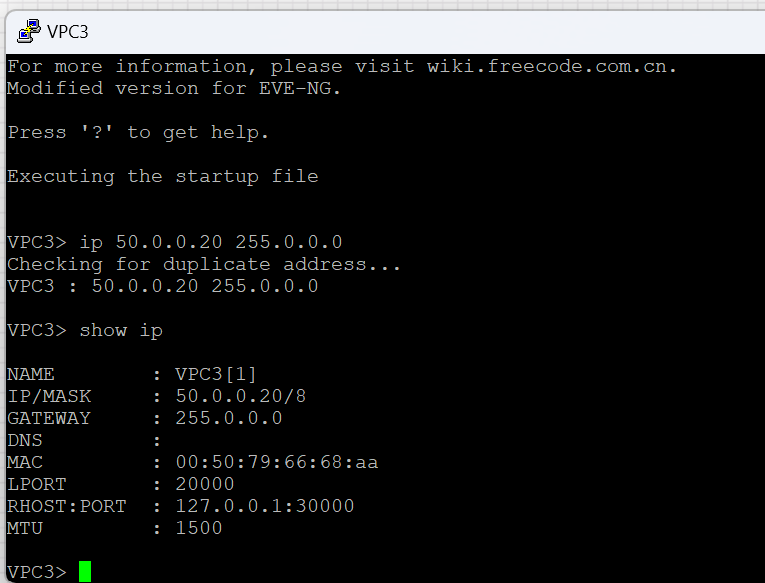 VPC3
For more information, please visit wiki.freecode.com.cn.
Modified version for EVE-NG.
Press '?' to get help.
Executing the startup file
VPC3> ip 50.0.0.20 255.0.0.0
Checking for duplicate address...
VPC3 : 50.0.0.20 255.0.0.0
VPC3> show ip
NAME        : VPC3[1]
IP/MASK     : 50.0.0.20/8
GATEWAY     : 255.0.0.0
DNS         :
MAC         : 00:50:79:66:68:aa
LPORT       : 20000
RHOST:PORT  : 127.0.0.1:30000
MTU         : 1500
VPC3>